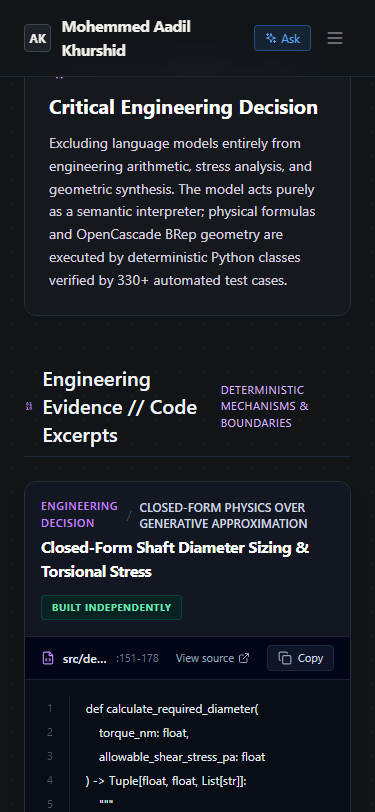 AK
Mohemmed Aadil
Khurshid
Ask
Critical Engineering Decision
Excluding language models entirely from
engineering arithmetic, stress analysis, and
geometric synthesis. The model acts purely
as a semantic interpreter; physical formulas
and OpenCascade BRep geometry are
executed by deterministic Python classes
verified by 330+ automated test cases.
Engineering
Evidence // Code
Excerpts
DETERMINISTIC
MECHANISMS &
BOUNDARIES
ENGINEERING
DECISION
/
CLOSED-FORM PHYSICS OVER
GENERATIVE APPROXIMATION
Closed-Form Shaft Diameter Sizing &
Torsional Stress
BUILT INDEPENDENTLY
src/de... :151-178 View source Copy
1 def calculate_required_diameter(
2 torque_nm: float,
3 allowable_shear_stress_pa: float
4 ) -> Tuple[float, float, List[str]]:
5 """